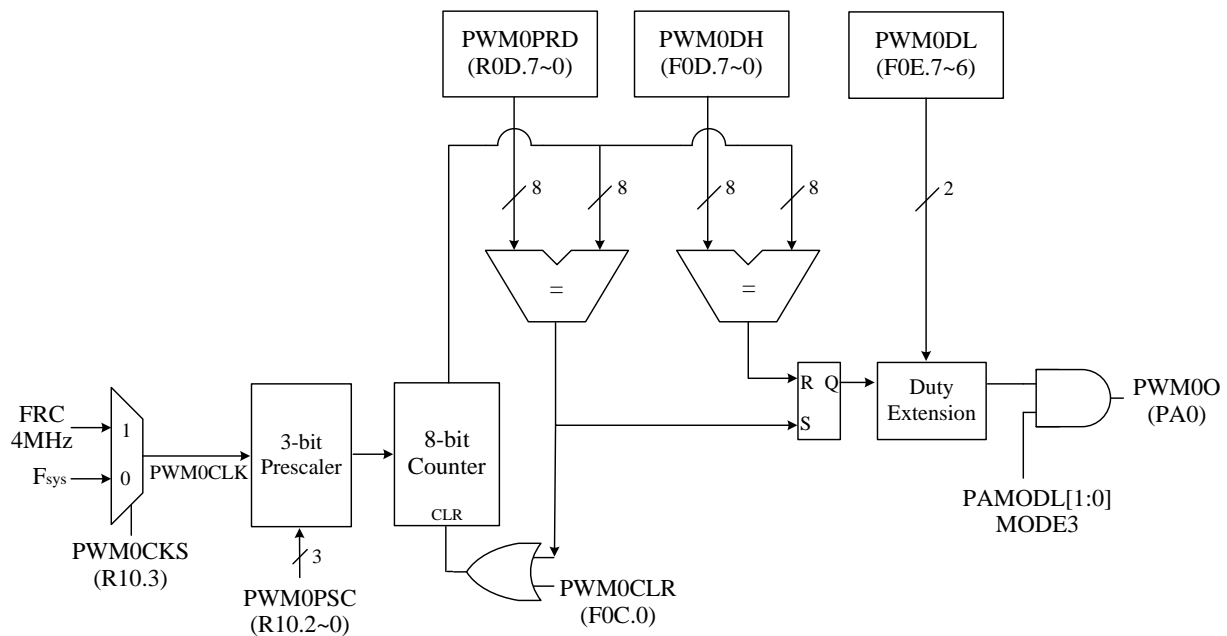 PWM0PRD
(R0D.7~0)
PWM0DH
(F0D.7~0)
PWM0DL
(F0E.7~6)
8
8
8
8
2
=
=
R Q
S
Duty
Extension
PWM0O
(PA0)
FRC
4MHz
1
Fsys
0
PWM0CLK
3-bit
Prescaler
8-bit
Counter
CLR
PAMODL[1:0]
MODE3
PWM0CKS
(R10.3)
3
PWM0PSC
(R10.2~0)
PWM0CLR
(F0C.0)